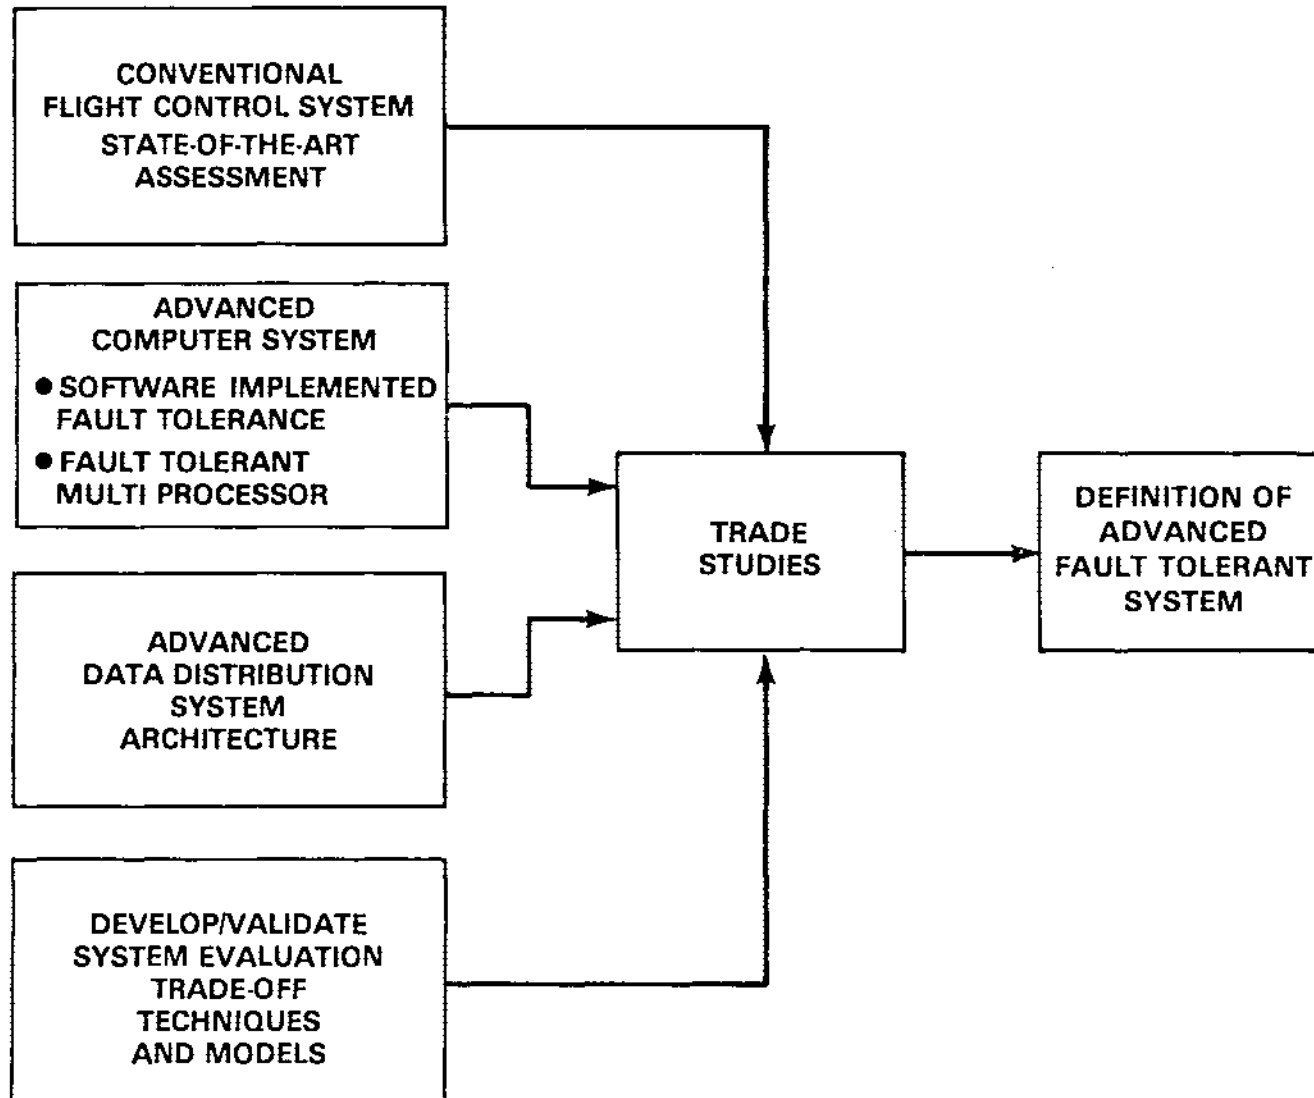 CONVENTIONAL
FLIGHT CONTROL SYSTEM
STATE-OF-THE-ART
ASSESSMENT
ADVANCED
COMPUTER SYSTEM
● SOFTWARE IMPLEMENTED
FAULT TOLERANCE
● FAULT TOLERANT
MULTI PROCESSOR
ADVANCED
DATA DISTRIBUTION
SYSTEM
ARCHITECTURE
DEVELOP/VALIDATE
SYSTEM EVALUATION
TRADE-OFF
TECHNIQUES
AND MODELS
TRADE
STUDIES
DEFINITION OF
ADVANCED
FAULT TOLERANT
SYSTEM